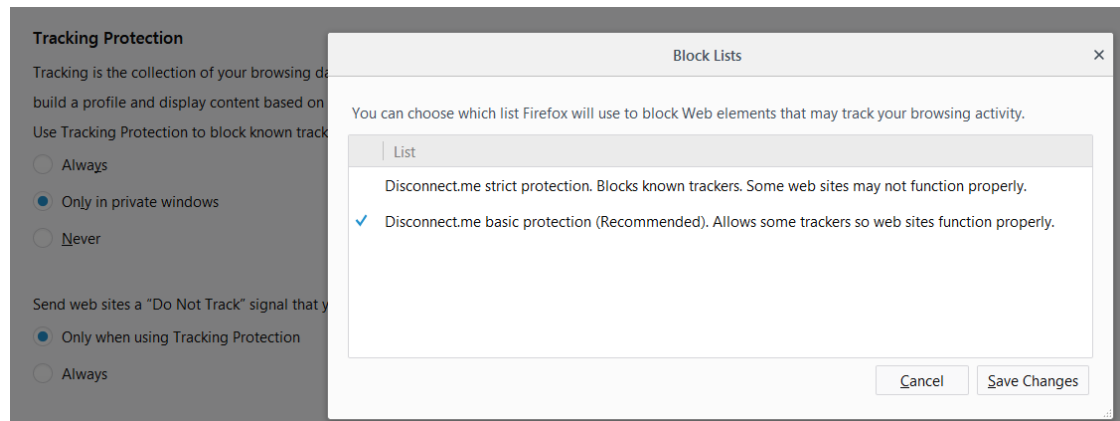 Tracking Protection
Tracking is the collection of your browsing
build a profile and display content based on
Use Tracking Protection to block known
Always
Only in private windows
Never
Send web sites a “Do Not Track” signal that
Only when using Tracking Protection
Always
Block Lists
You can choose which list Firefox will use to block Web elements that may track your browsing activity.
List
Disconnect.me strict protection. Blocks known trackers. Some web sites may not function properly.
Disconnect.me basic protection (Recommended). Allows some trackers so web sites function properly.
Cancel
Save Changes